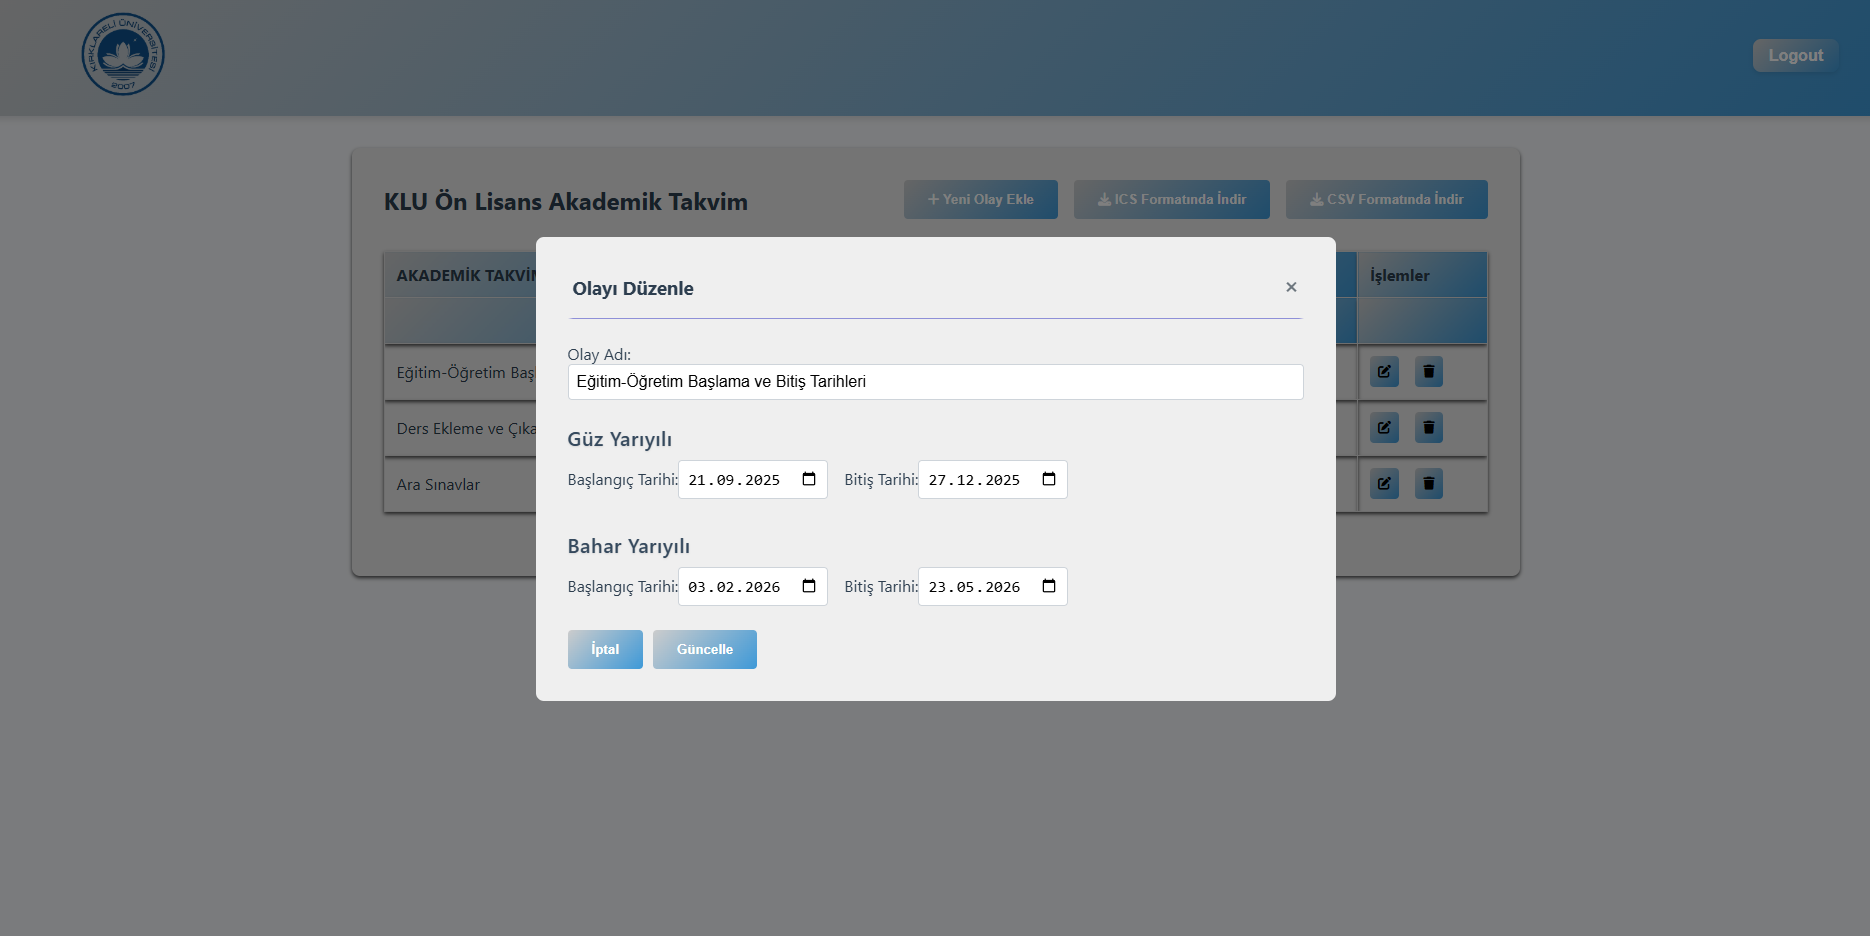 KIRKLARELİ ÜNİVERSİTESİ
2007
Logout
KLU Ön Lisans Akademik Takvim
Yeni Olay Ekle
ICS Formatında İndir
CSV Formatında İndir
AKADEMİK
İşlemler
Olayı Düzenle
×
Olay Adı:
Eğitim-Öğretim Başlama ve Bitiş Tarihleri
Güz Yarıyılı
Başlangıç Tarihi: 21.09.2025 Bitiş Tarihi: 27.12.2025
Bahar Yarıyılı
Başlangıç Tarihi: 03.02.2026 Bitiş Tarihi: 23.05.2026
İptal
Güncelle
Eğitim-Öğretim Baş
Ders Ekleme ve Çıka
Ara Sınavlar